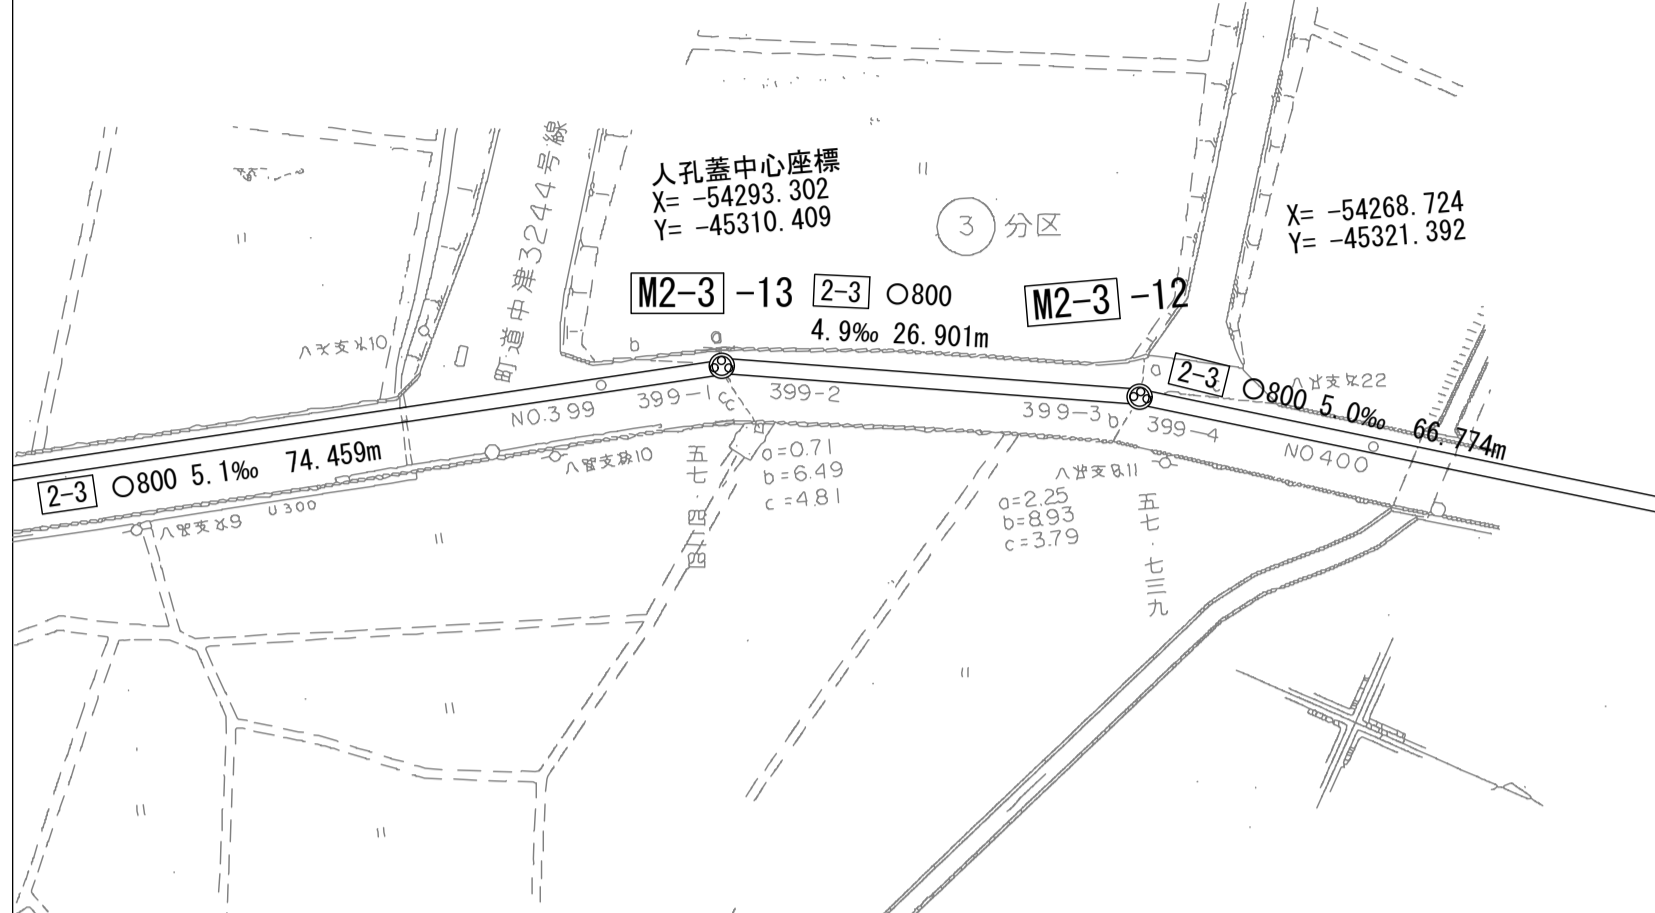 人孔蓋中心座標
X= -54293.302
Y= -45310.409
X= -54268.724
Y= -45321.392
3 分区
町道中津3244号線
M2-3 -13
2-3 ○800
4.9‰ 26.901m
M2-3 -12
2-3 ○800 5.0‰ 66.774m
b
a
a
b
c
NO.399
399-1
399-2
399-3
399-4
NO400
2-3 ○800 5.1‰ 74.459m
U300
a=0.71
b=6.49
c=4.81
五七.四二四
a=2.25
b=8.93
c=3.79
五七.七三九